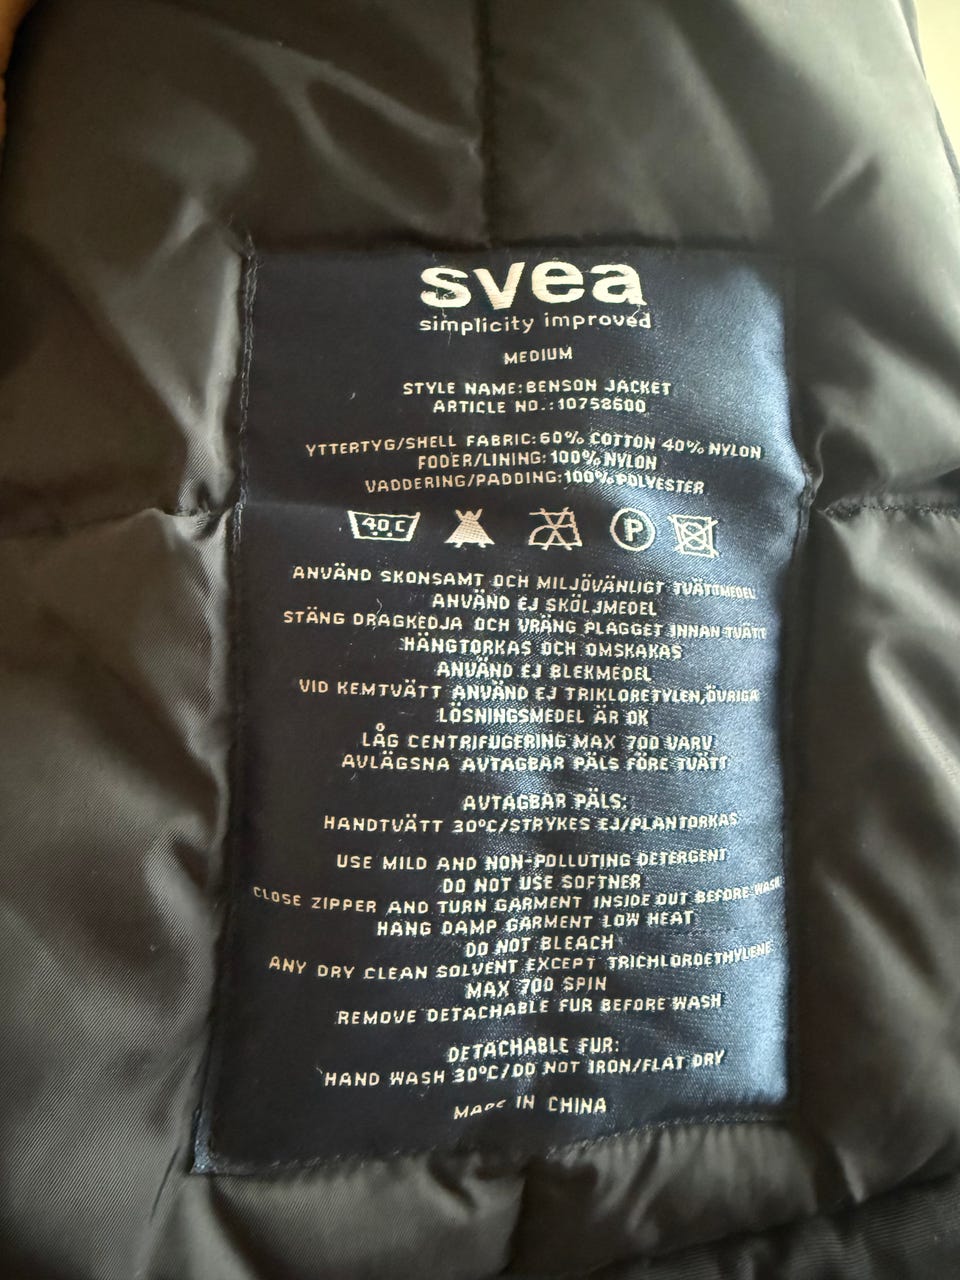 svea
simplicity improved
MEDIUM
STYLE NAME:BENSON JACKET
ARTICLE NO.:10758600
YTTERTYG/SHELL FABRIC:60% COTTON 40% NYLON
FODER/LINING:100% NYLON
VADDERING/PADDING:100% POLYESTER
40 C P
ANVÄND SKONSAMT OCH MILJÖVÄNLIGT TVÄTTMEDEL
ANVÄND EJ SKÖLJMEDEL
STÄNG DRAGKEDJA OCH VRÄNG PLAGGET INNAN TVÄTT
HÄNGTORKAS OCH OMSKAKAS
ANVÄND EJ BLEKMEDEL
VID KEMTVÄTT ANVÄND EJ TRIKLORETYLEN,ÖVRIGA
LÖSNINGSMEDEL ÄR OK
LÅG CENTRIFUGERING MAX 700 VARV
AVLÄGSNA AVTAGBAR PÄLS FÖRE TVÄTT
AVTAGBAR PÄLS:
HANDTVÄTT 30ºC/STRYKES EJ/PLANTORKAS
USE MILD AND NON-POLLUTING DETERGENT
DO NOT USE SOFTNER
CLOSE ZIPPER AND TURN GARMENT INSIDE OUT BEFORE WASH
HANG DAMP GARMENT LOW HEAT
DO NOT BLEACH
ANY DRY CLEAN SOLVENT EXCEPT TRICHLOROETHYLENE
MAX 700 SPIN
REMOVE DETACHABLE FUR BEFORE WASH
DETACHABLE FUR:
HAND WASH 30ºC/DO NOT IRON/FLAT DRY
MADE IN CHINA